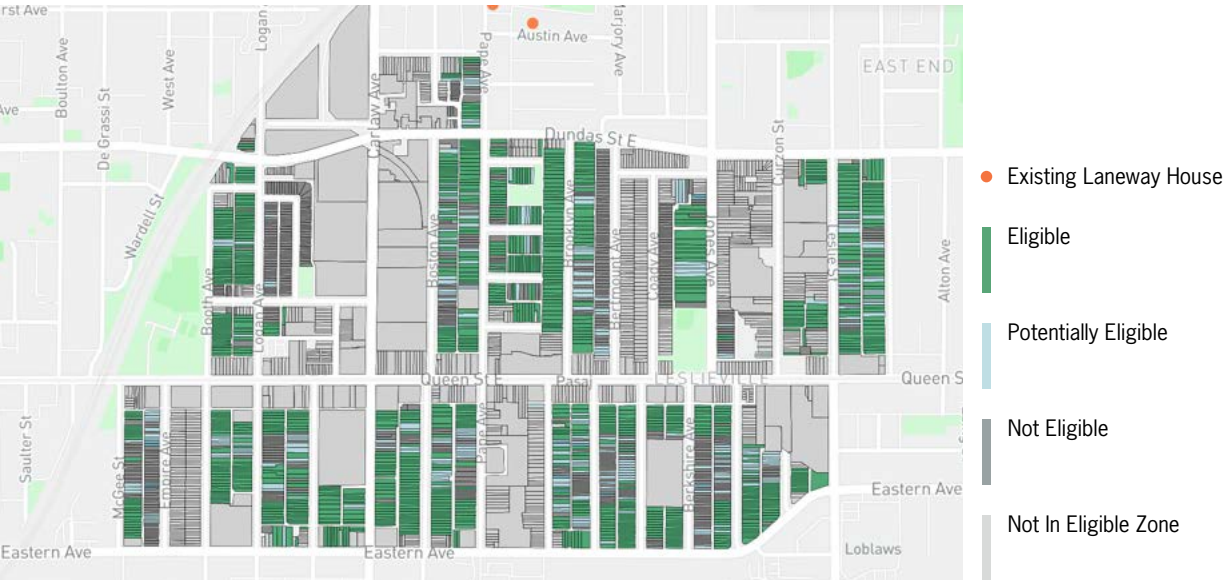 rst Ave
Logan
Pape Ave
Austin Ave
Marjory Ave
EAST END
Boulton Ave
West Ave
De Grassi St
Ave
Carlaw Ave
Dundas St E
Curzon St
Wardell St
Boston Ave
Brooklyn Ave
Bertmount Ave
Coady Ave
Jones Ave
Leslie St
Alton Ave
Booth Ave
Logan Ave
Queen St E
Pasaj
LESLIEVILLE
Queen S
Saulter St
McGee St
Empire Ave
Pape Ave
Berkshire Ave
Eastern Ave
Eastern Ave
Eastern Ave
Loblaws
Existing Laneway House
Eligible
Potentially Eligible
Not Eligible
Not In Eligible Zone